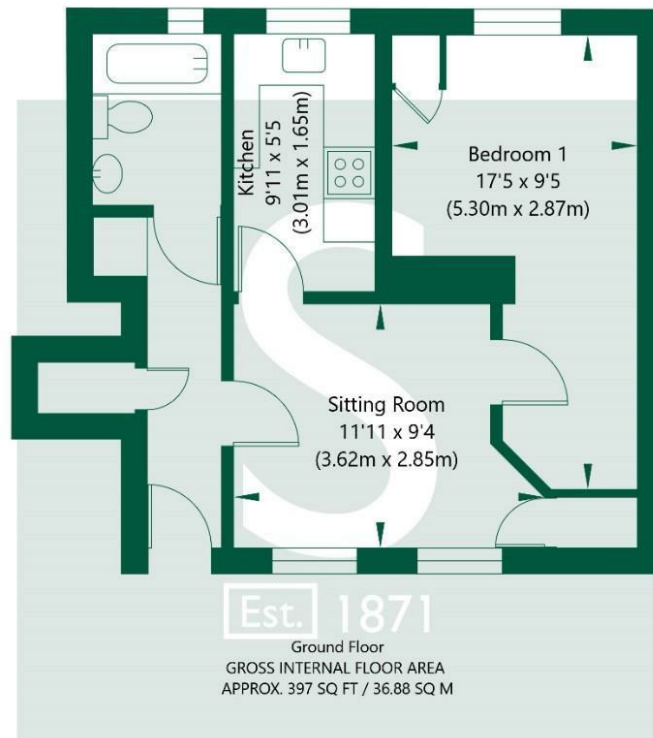 Kitchen
9'11 x 5'5
(3.01m x 1.65m)
Bedroom 1
17'5 x 9'5
(5.30m x 2.87m)
Sitting Room
11'11 x 9'4
(3.62m x 2.85m)
S
Est. 1871
Ground Floor
GROSS INTERNAL FLOOR AREA
APPROX. 397 SQ FT / 36.88 SQ M